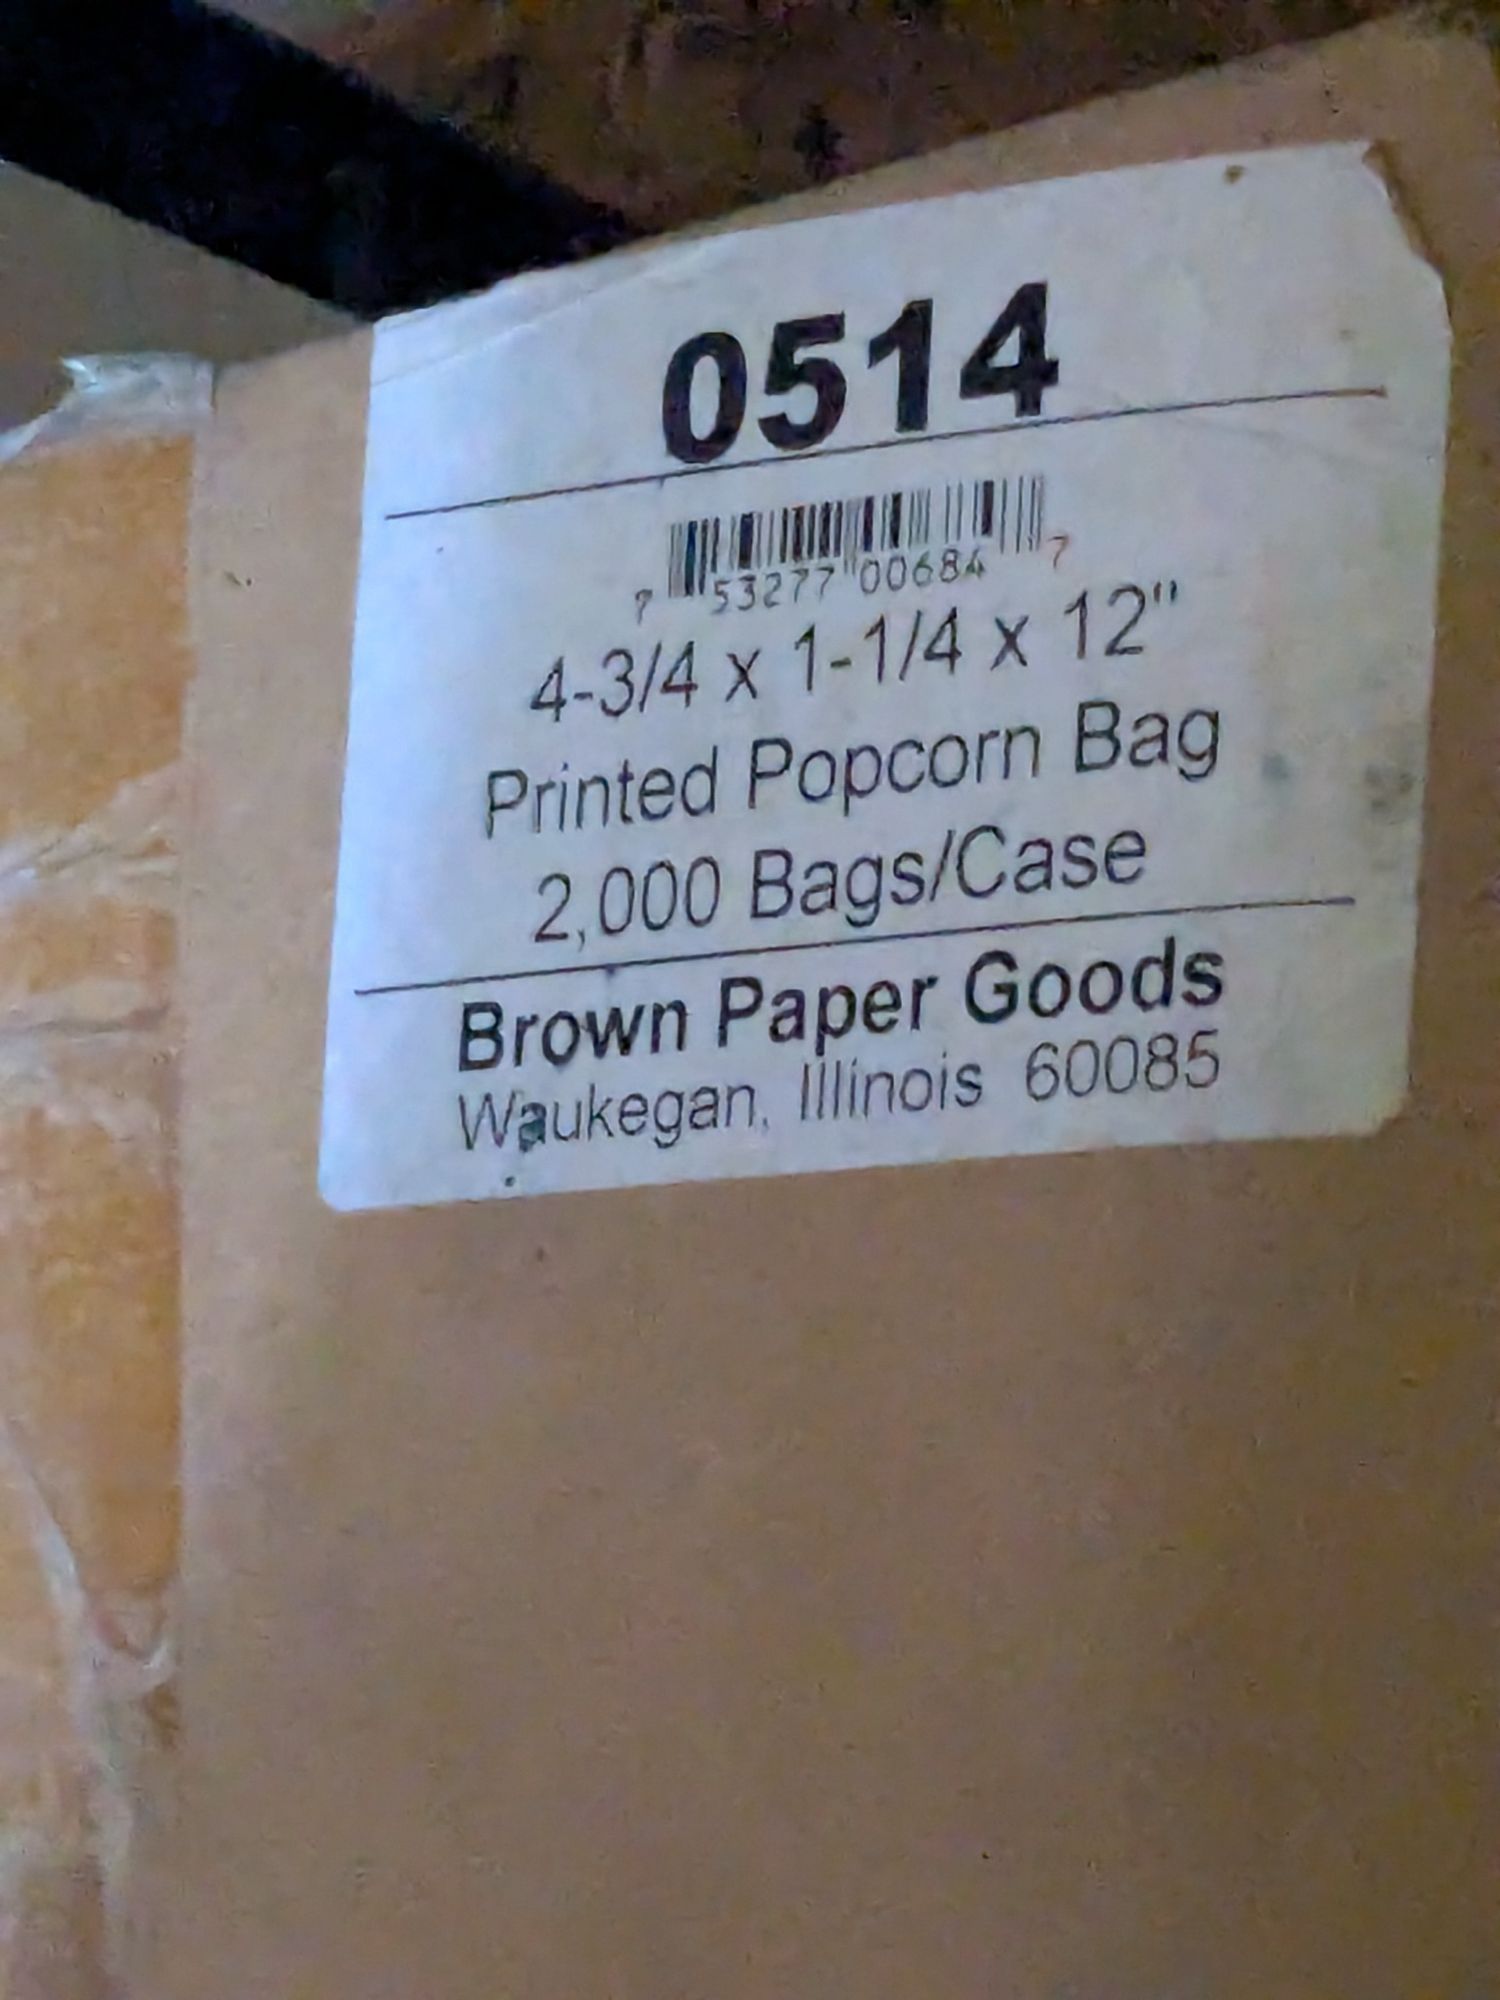 0514
7 53277 00684 7
4-3/4 x 1-1/4 x 12"
Printed Popcorn Bag
2,000 Bags/Case
Brown Paper Goods
Waukegan, Illinois 60085